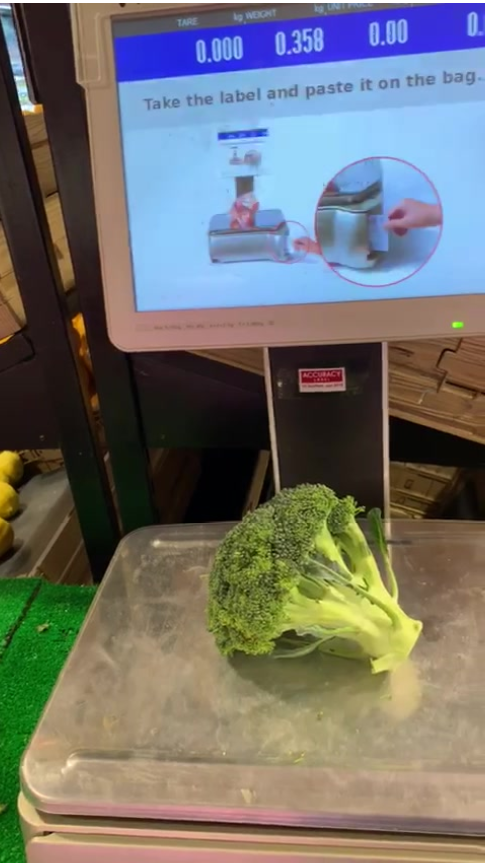 TARE kg WEIGHT kg UNIT PRICE
0.000 0.358 0.00 0.
Take the label and paste it on the bag..
ACCURACY